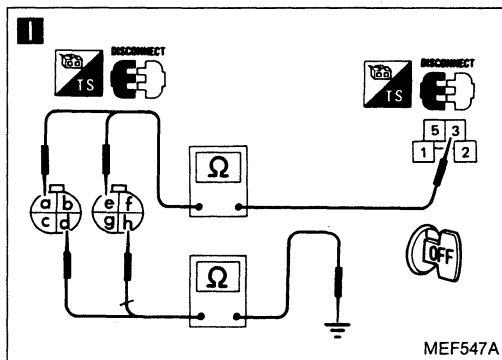 I
DISCONNECT
DISCONNECT
TS
TS
5 3
1 2
Ω
a b
c d
e f
g h
OFF
Ω
MEF547A